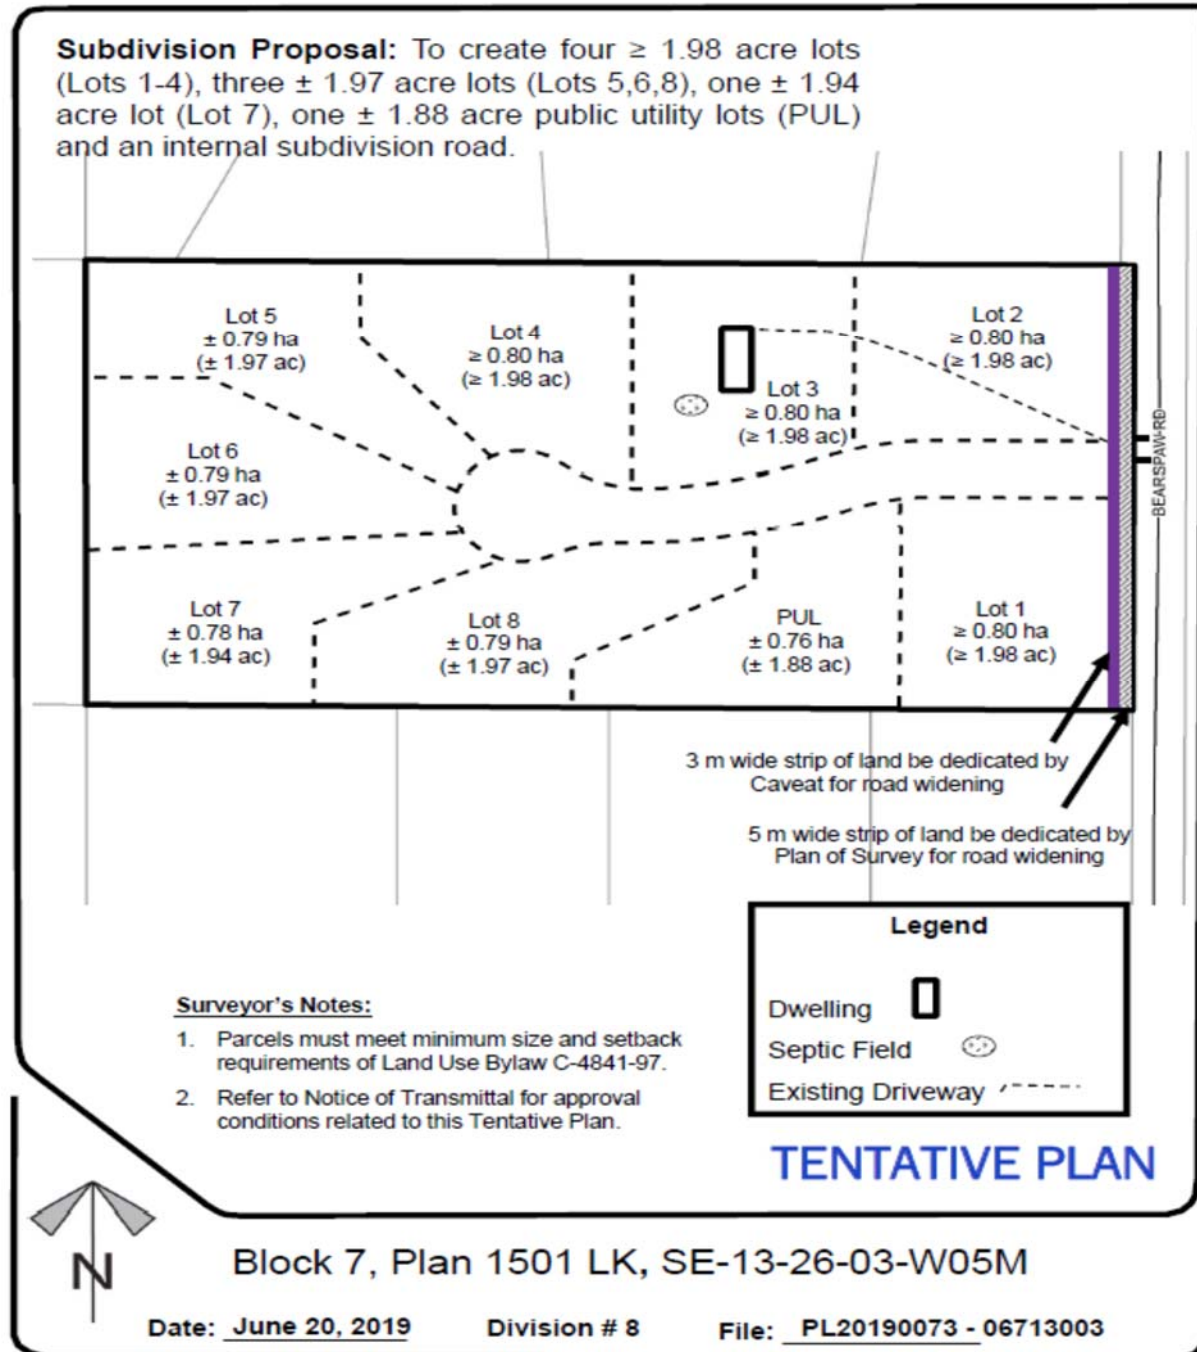 Subdivision Proposal: To create four ≥ 1.98 acre lots
(Lots 1-4), three ± 1.97 acre lots (Lots 5,6,8), one ± 1.94
acre lot (Lot 7), one ± 1.88 acre public utility lots (PUL)
and an internal subdivision road.
Lot 5
± 0.79 ha
(± 1.97 ac)
Lot 4
≥ 0.80 ha
(≥ 1.98 ac)
Lot 3
≥ 0.80 ha
(≥ 1.98 ac)
Lot 2
≥ 0.80 ha
(≥ 1.98 ac)
BEARSPAW RD
Lot 6
± 0.79 ha
(± 1.97 ac)
Lot 7
± 0.78 ha
(± 1.94 ac)
Lot 8
± 0.79 ha
(± 1.97 ac)
PUL
± 0.76 ha
(± 1.88 ac)
Lot 1
≥ 0.80 ha
(≥ 1.98 ac)
3 m wide strip of land be dedicated by
Caveat for road widening
5 m wide strip of land be dedicated by
Plan of Survey for road widening
Legend
Dwelling
Septic Field
Existing Driveway
Surveyor's Notes:
1. Parcels must meet minimum size and setback
requirements of Land Use Bylaw C-4841-97.
2. Refer to Notice of Transmittal for approval
conditions related to this Tentative Plan.
TENTATIVE PLAN
N
Block 7, Plan 1501 LK, SE-13-26-03-W05M
Date: June 20, 2019 Division # 8 File: PL20190073 - 06713003